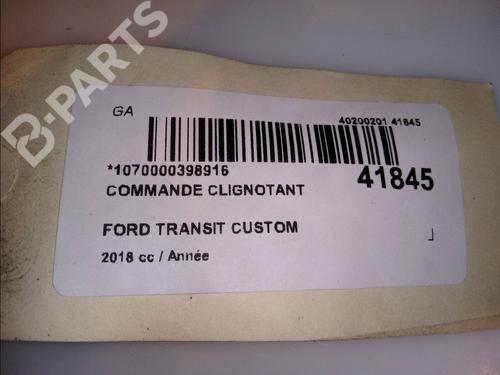 B-PARTS
GA
40200201 41845
*1070000398916
41845
COMMANDE CLIGNOTANT
FORD TRANSIT CUSTOM
2018 cc / Année